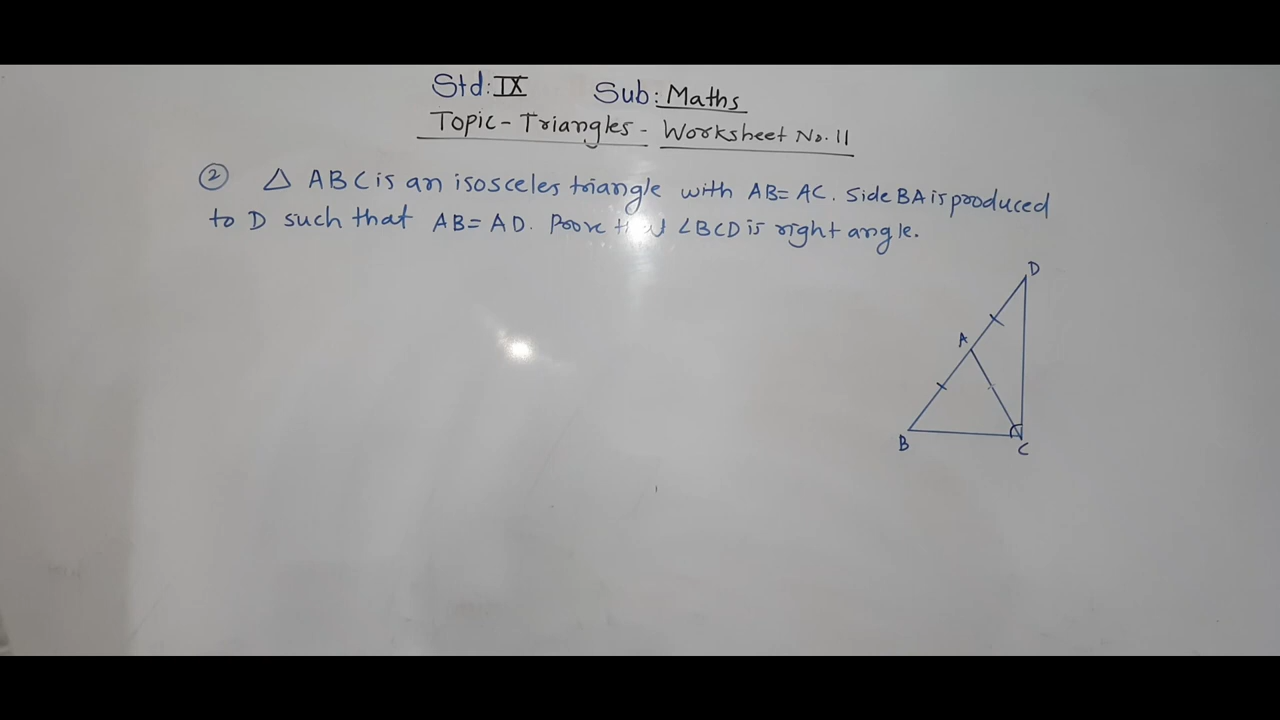 Std: IX Sub: Maths
Topic - Triangles - Worksheet No. 11
② △ ABC is an isosceles triangle with AB = AC. Side BA is produced
to D such that AB = AD. Prove ∠BCD is right angle.
D
A
B
C